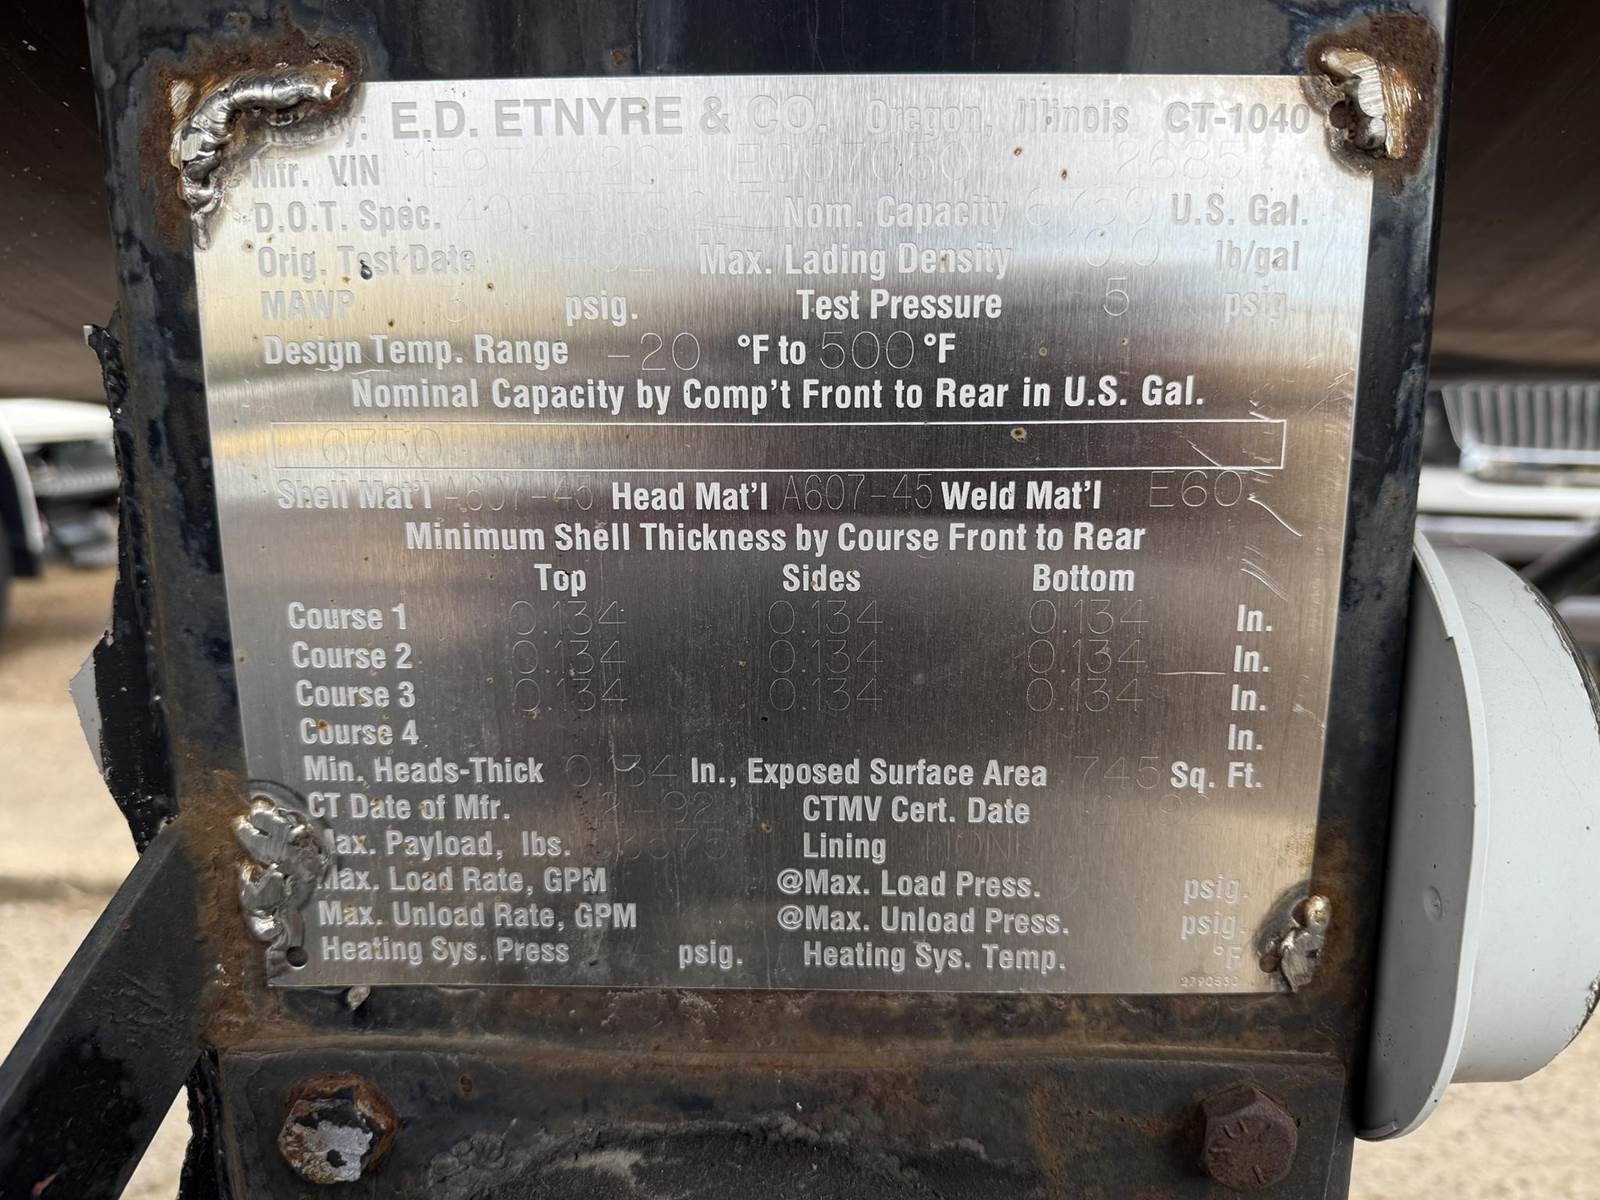 E.D. ETNYRE & CO. Oregon, Illinois CT-1040
Mfr. VIN
D.O.T. Spec. Nom. Capacity U.S. Gal.
Orig. Test Date Max. Lading Density lb/gal
MAWP psig. Test Pressure 5 psig.
Design Temp. Range -20 °F to 500 °F
Nominal Capacity by Comp't Front to Rear in U.S. Gal.
6750
Shell Mat'l A607-45 Head Mat'l A607-45 Weld Mat'l E60
Minimum Shell Thickness by Course Front to Rear
Top Sides Bottom
Course 1 0.134 0.134 0.134 In.
Course 2 0.134 0.134 0.134 In.
Course 3 0.134 0.134 0.134 In.
Course 4 In.
Min. Heads-Thick 0.134 In., Exposed Surface Area 745 Sq. Ft.
CT Date of Mfr. CTMV Cert. Date
Max. Payload, lbs. Lining
Max. Load Rate, GPM @Max. Load Press. psig.
Max. Unload Rate, GPM @Max. Unload Press. psig.
Heating Sys. Press psig. Heating Sys. Temp. °F
2790530